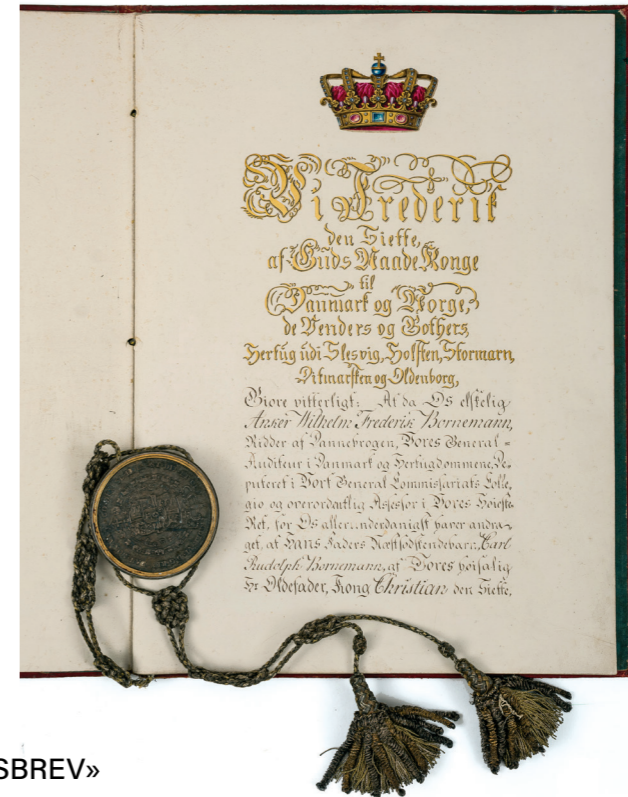 Vi Frederik
den Siette,
af Guds Naade Konge
til
Danmark og Norge,
de Venders og Gothers,
Hertug udi Slesvig, Holsten, Stormarn,
Ditmarsken og Oldenborg,
Giøre vitterligt: At da Os elskelig
Anker Wilhelm Frederik Bornemann,
Ridder af Dannebrogen, Vores General-
Auditeur i Danmark og Hertugdommene, De-
puteret i Vort General Commissariats Colle-
gio og overordentlig Assessor i Vores Høieste-
Ret, for Os allerunderdanigst haver andra-
get, at Hans Faders Næstsødskendebarn, Carl
Rudolph Bornemann, af Vores høisalig
Hr Oldefader, Kong Christian den Siette,
SBREV»